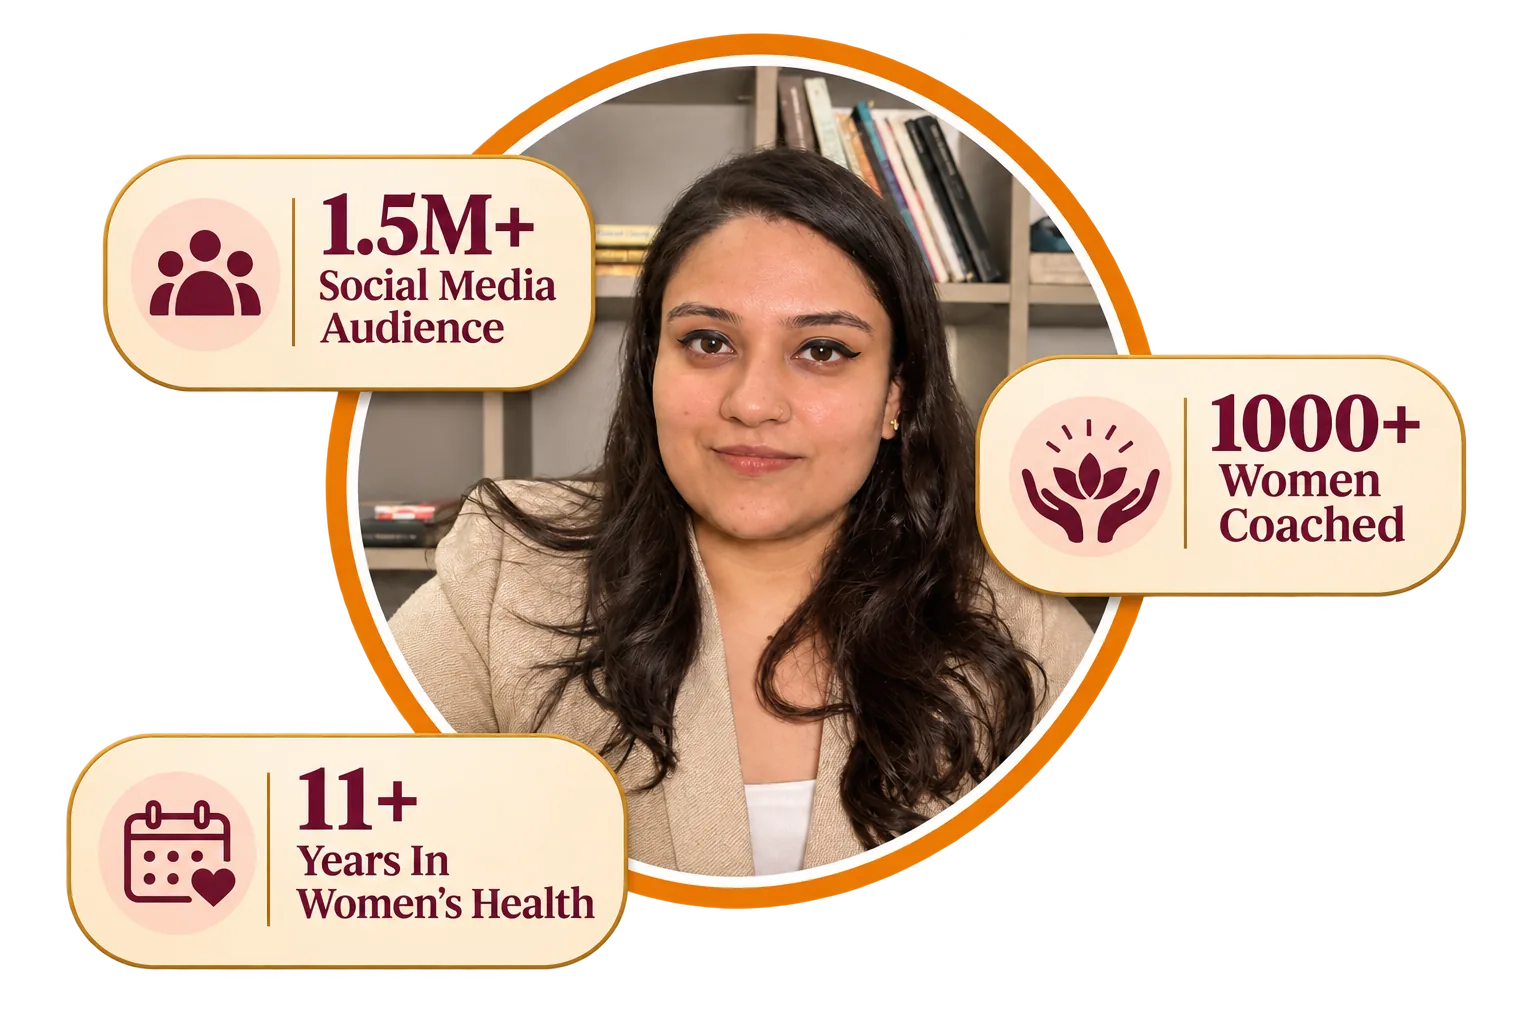 1.5M+
Social Media
Audience
1000+
Women
Coached
11+
Years In
Women's Health